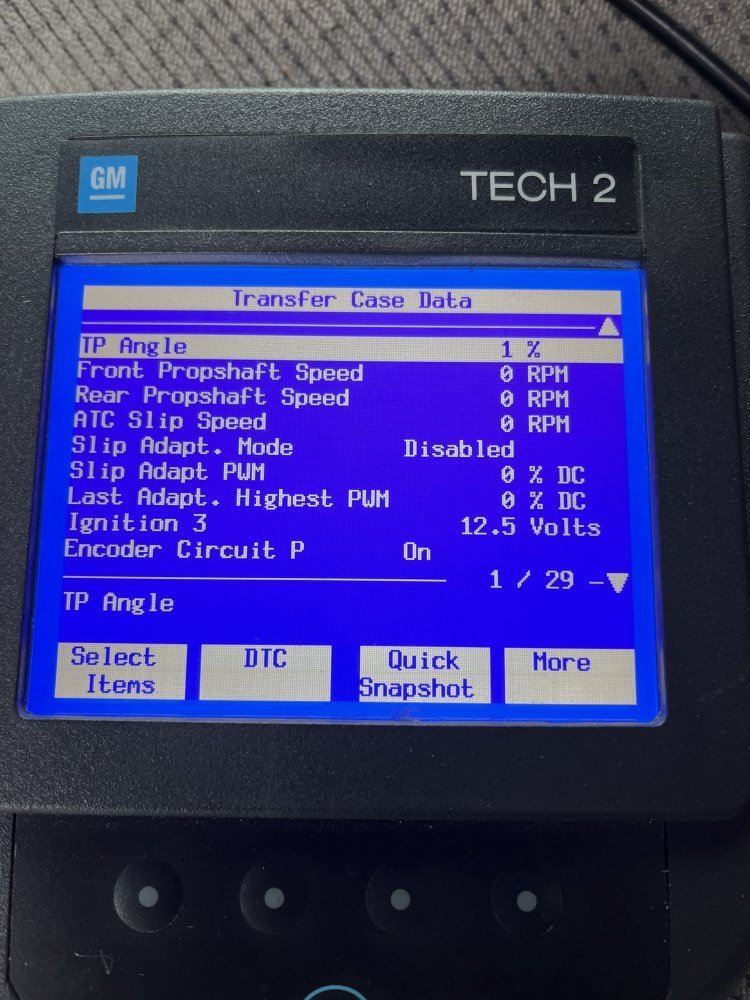 GM
TECH 2
Transfer Case Data
TP Angle 1 %
Front Propshaft Speed 0 RPM
Rear Propshaft Speed 0 RPM
ATC Slip Speed 0 RPM
Slip Adapt. Mode Disabled
Slip Adapt PWM 0 % DC
Last Adapt. Highest PWM 0 % DC
Ignition 3 12.5 Volts
Encoder Circuit P On
1 / 29
TP Angle
Select Items
DTC
Quick Snapshot
More